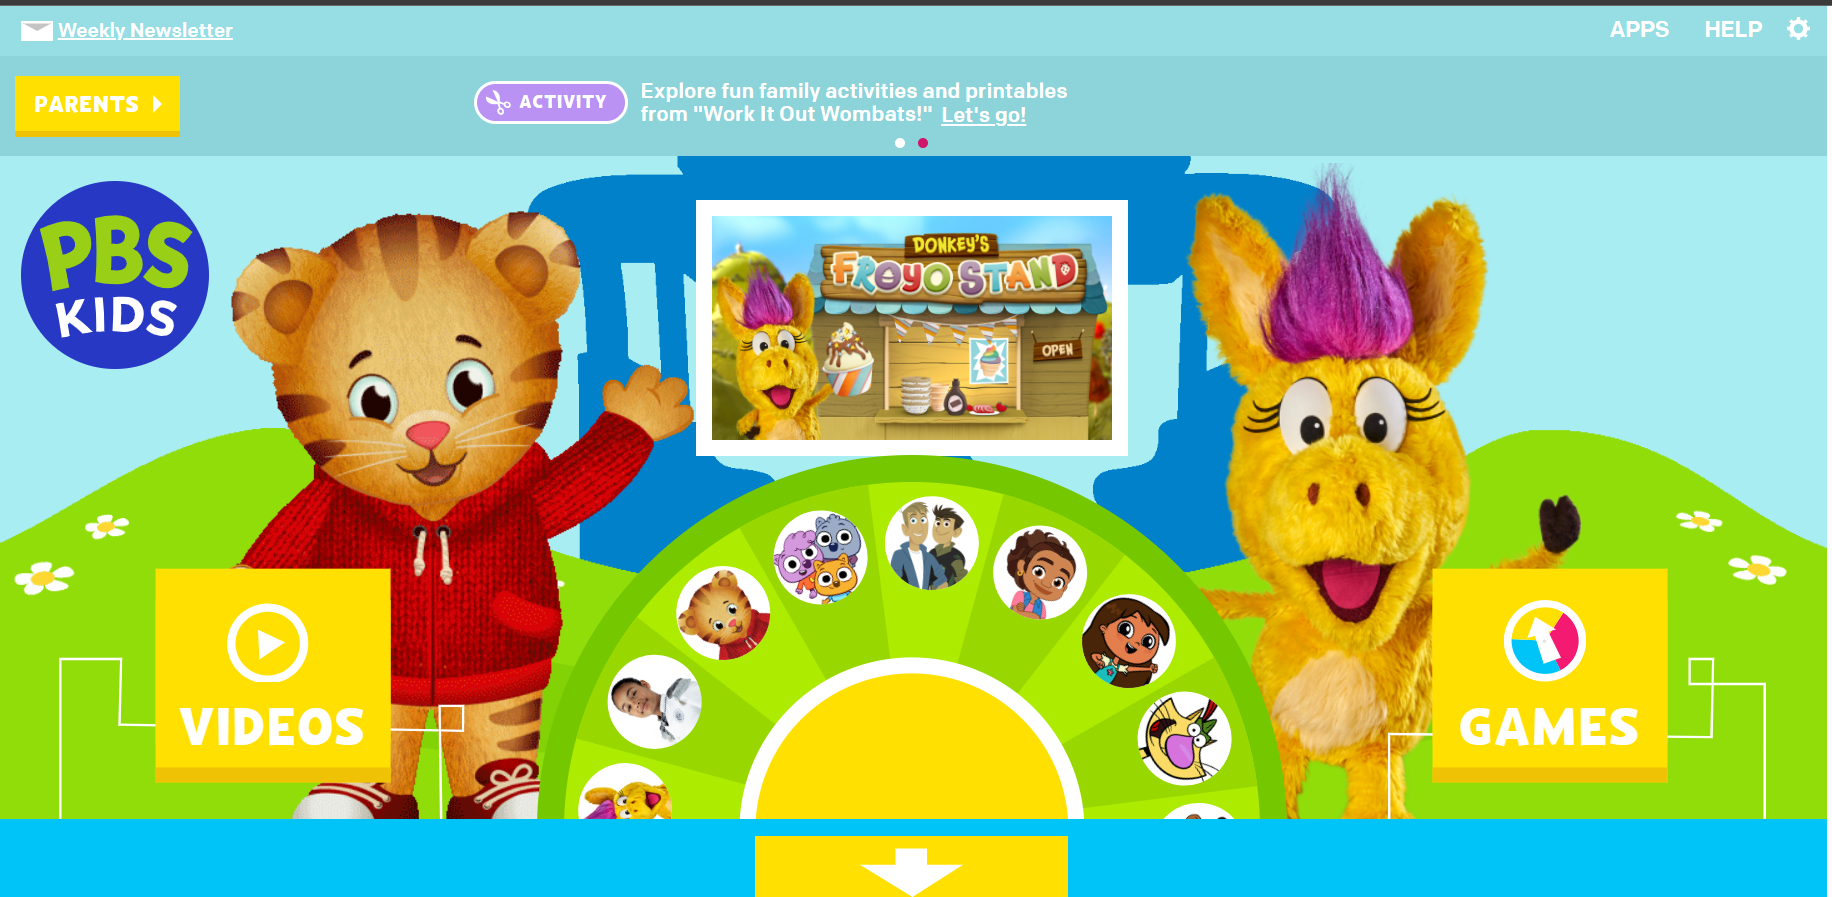 Weekly Newsletter
APPS
HELP
PARENTS
ACTIVITY
Explore fun family activities and printables
from "Work It Out Wombats!" Let's go!
PBS
KIDS
DONKEY'S
FROYO STAND
OPEN
VIDEOS
GAMES